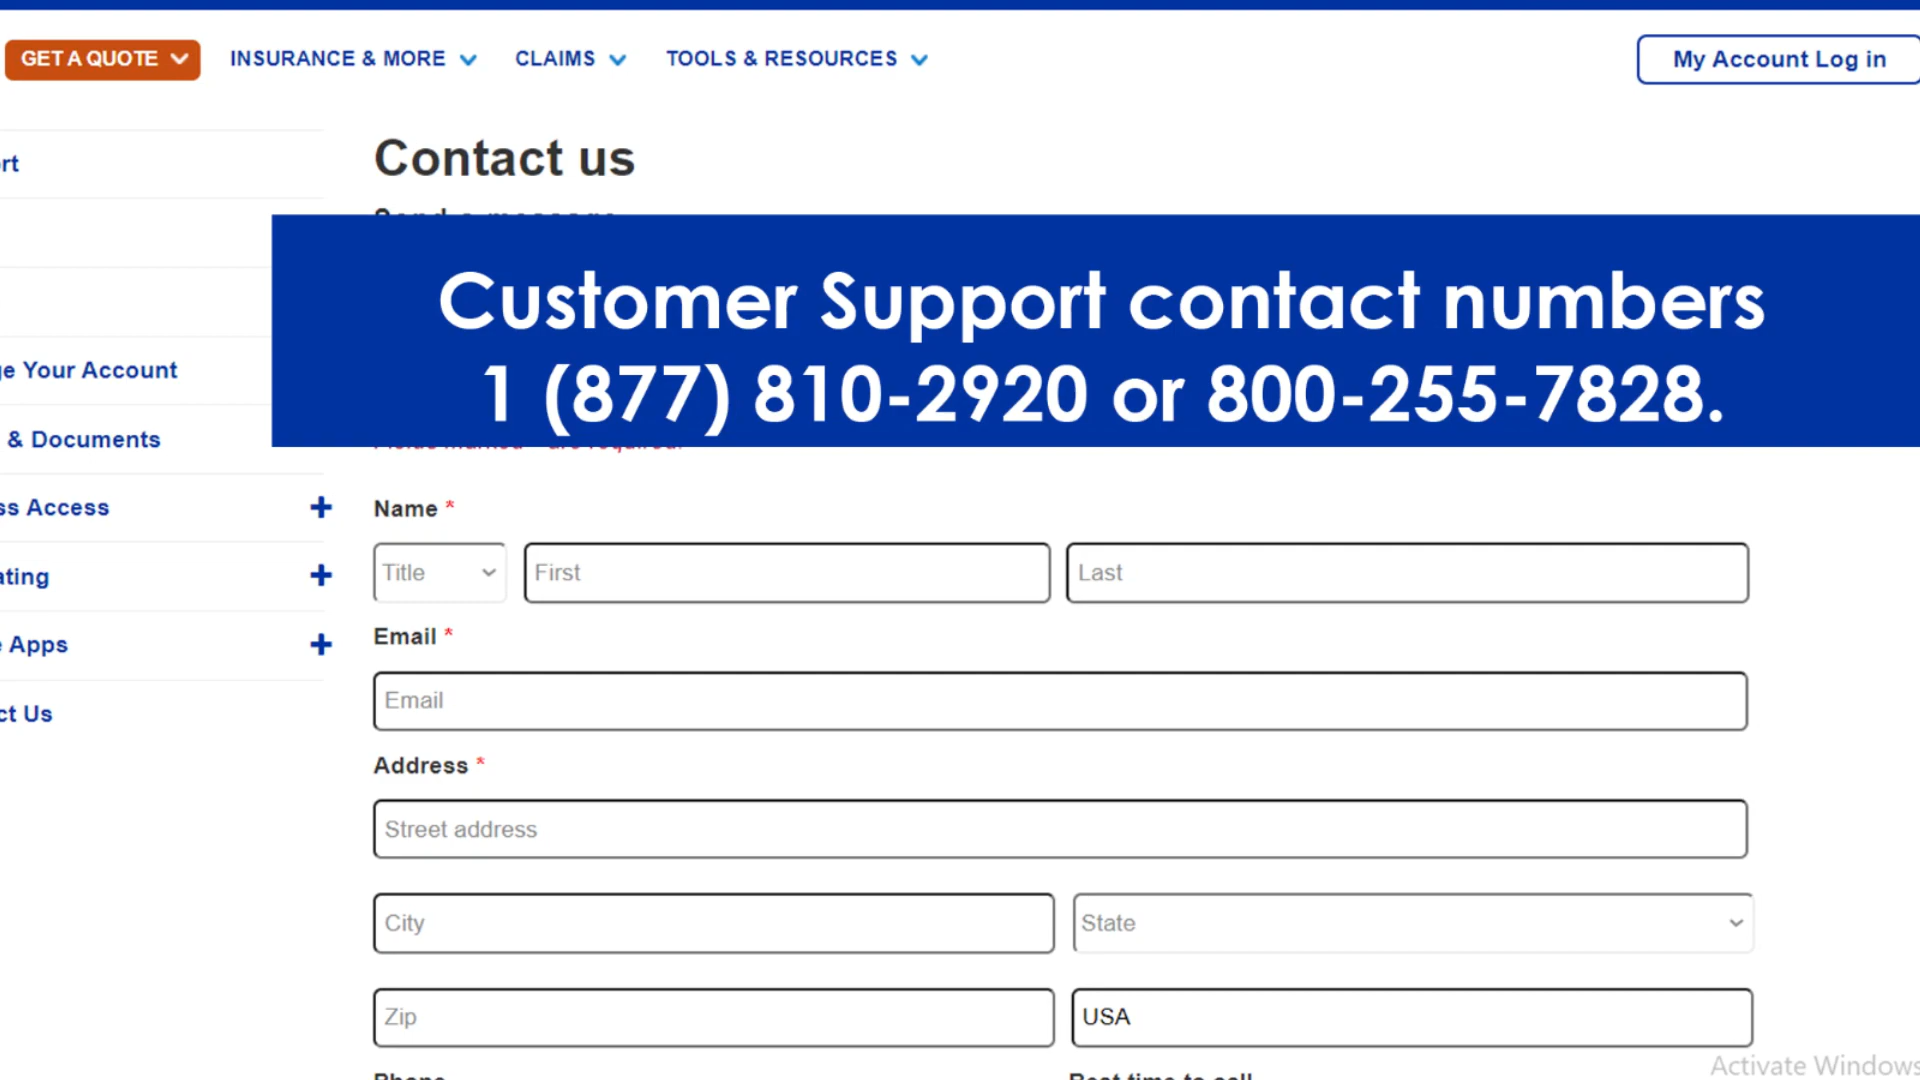 GET A QUOTE
INSURANCE & MORE
CLAIMS
TOOLS & RESOURCES
My Account Log in
Contact us
rt
Customer Support contact numbers
1 (877) 810-2920 or 800-255-7828.
e Your Account
& Documents
ss Access
ating
Apps
ct Us
Name *
Title
First
Last
Email *
Email
Address *
Street address
City
State
Zip
USA
Activate Windows